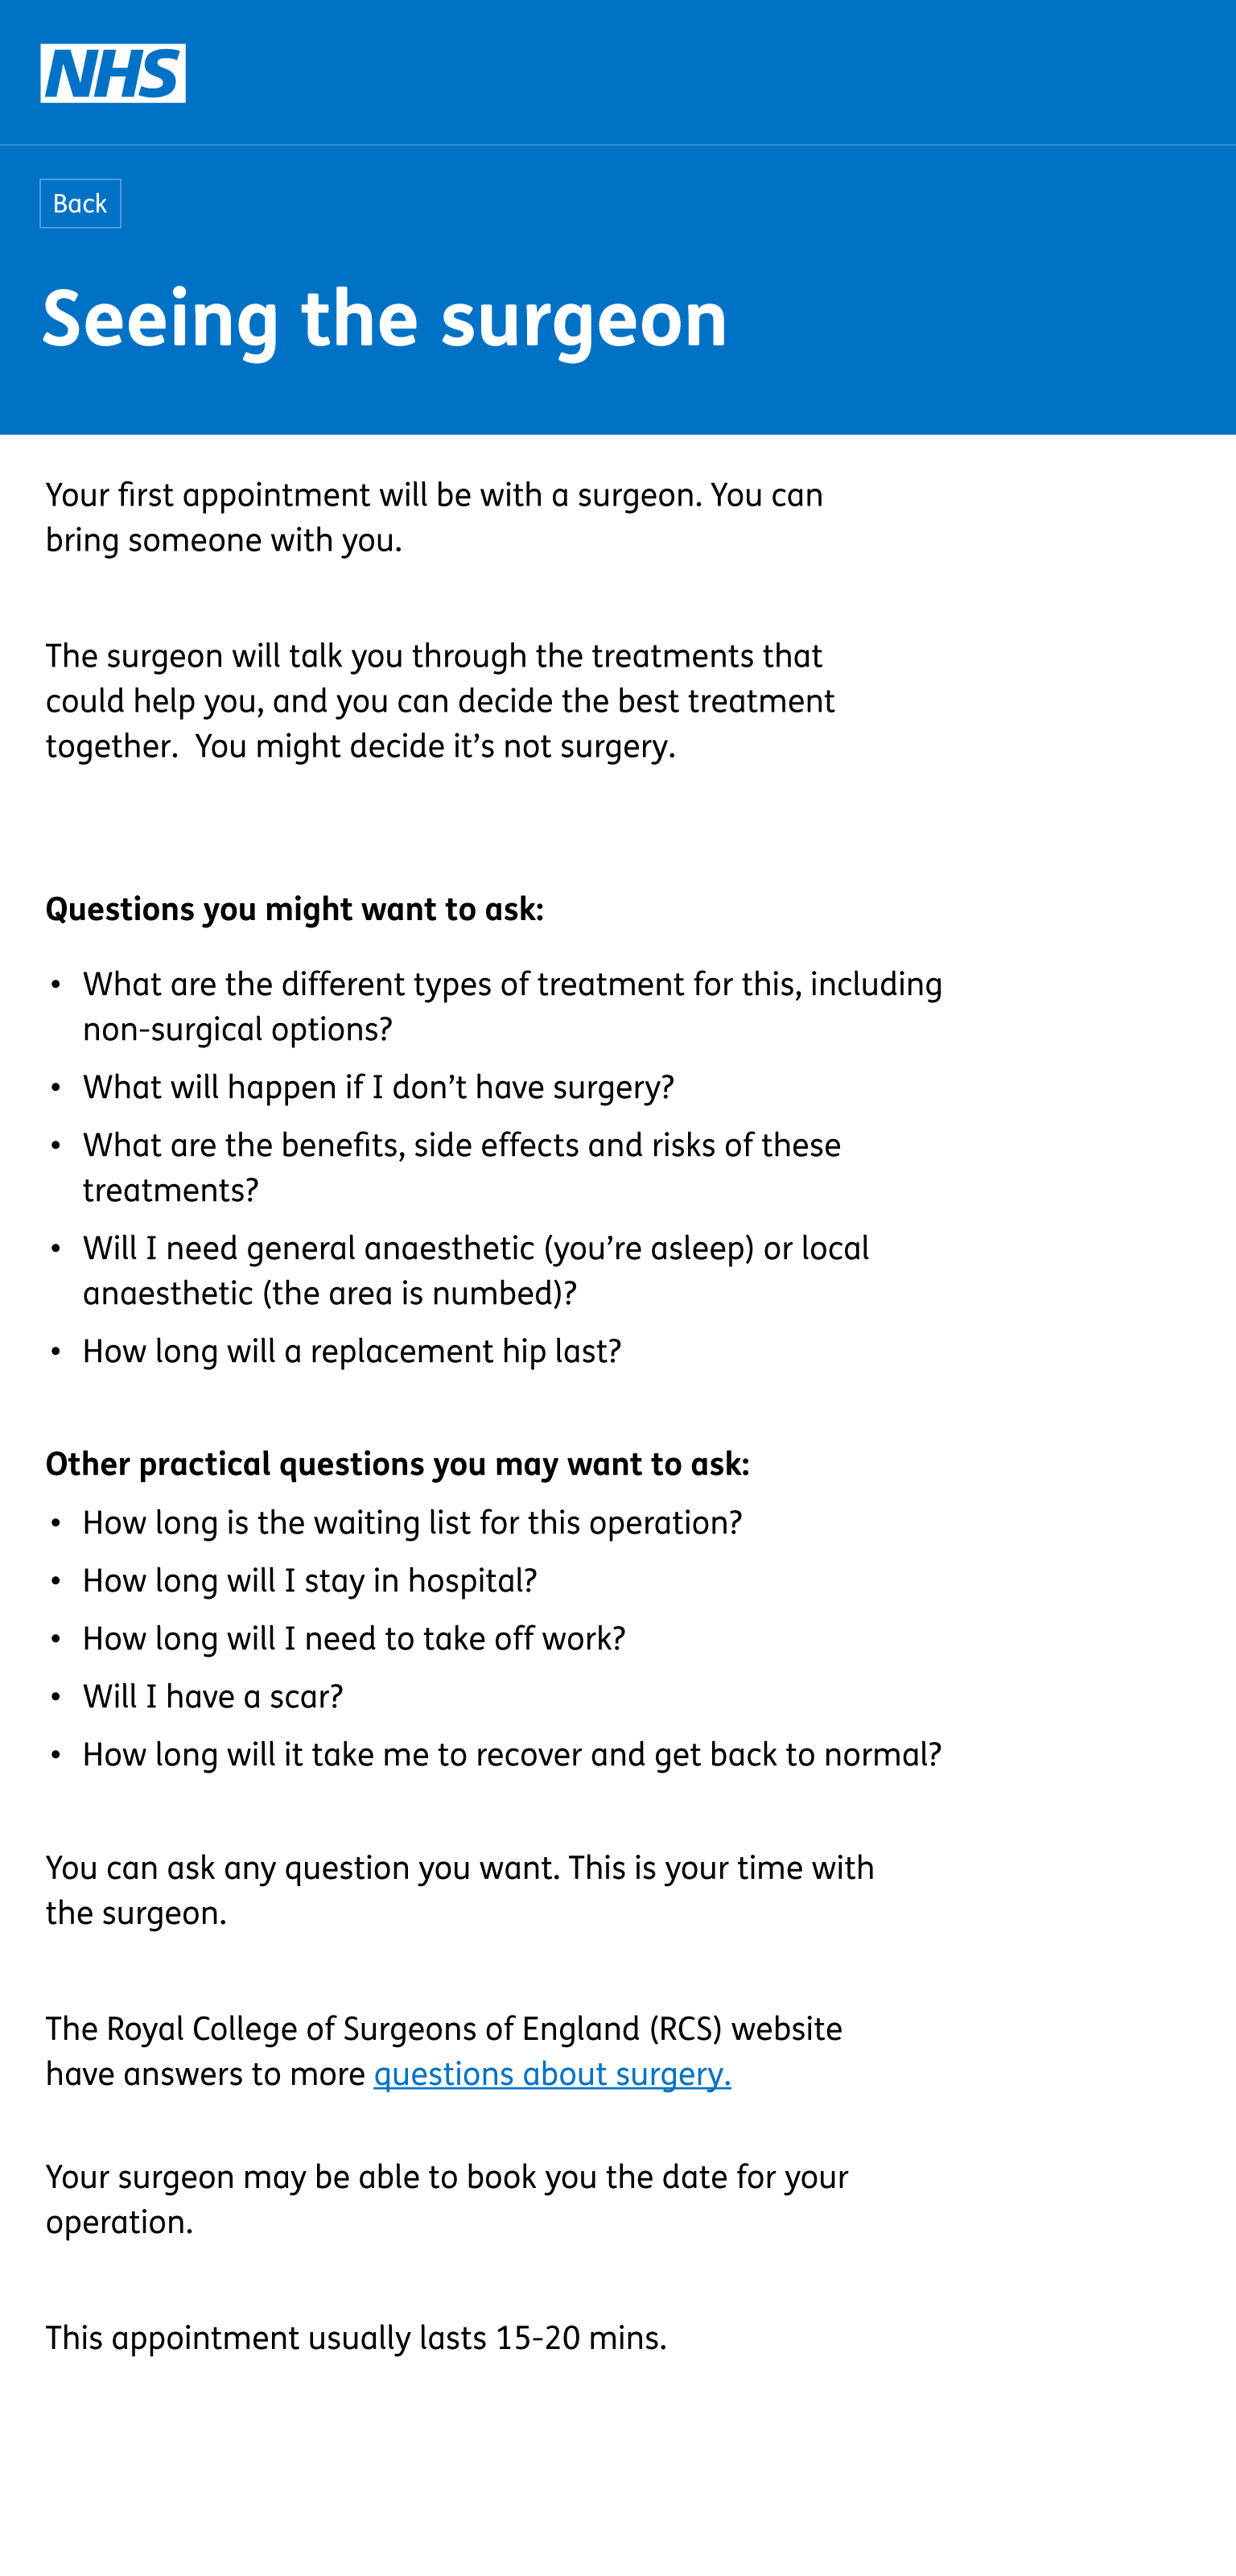 NHS
Back
Seeing the surgeon
Your first appointment will be with a surgeon. You can
bring someone with you.
The surgeon will talk you through the treatments that
could help you, and you can decide the best treatment
together.  You might decide it’s not surgery.
Questions you might want to ask:
• What are the different types of treatment for this, including
non-surgical options?
• What will happen if I don’t have surgery?
• What are the benefits, side effects and risks of these
treatments?
• Will I need general anaesthetic (you’re asleep) or local
anaesthetic (the area is numbed)?
• How long will a replacement hip last?
Other practical questions you may want to ask:
• How long is the waiting list for this operation?
• How long will I stay in hospital?
• How long will I need to take off work?
• Will I have a scar?
• How long will it take me to recover and get back to normal?
You can ask any question you want. This is your time with
the surgeon.
The Royal College of Surgeons of England (RCS) website
have answers to more questions about surgery.
Your surgeon may be able to book you the date for your
operation.
This appointment usually lasts 15-20 mins.